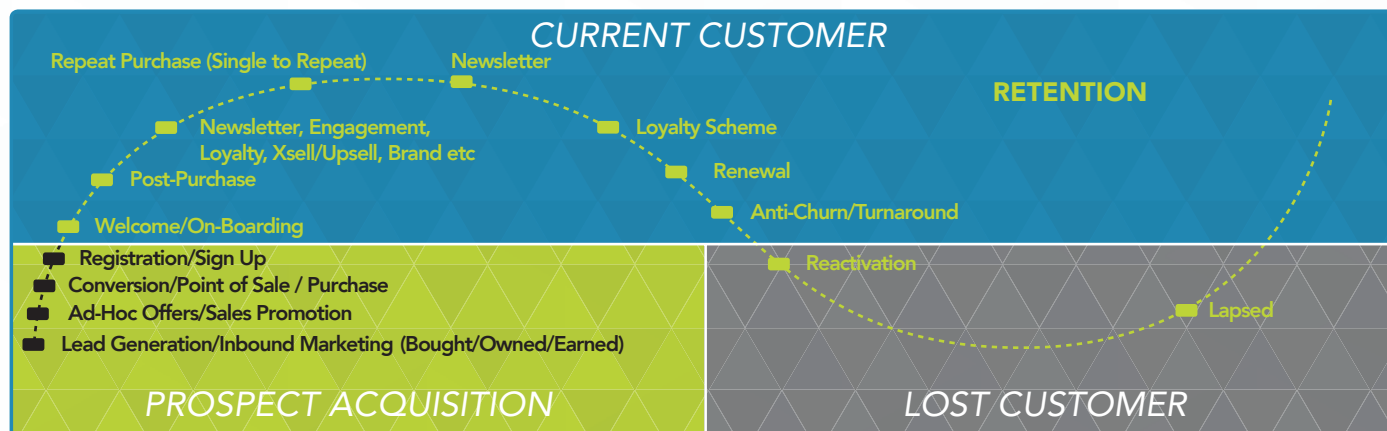 CURRENT CUSTOMER
Repeat Purchase (Single to Repeat)
Newsletter
RETENTION
Newsletter, Engagement,
Loyalty, Xsell/Upsell, Brand etc
Loyalty Scheme
Post-Purchase
Renewal
Welcome/On-Boarding
Anti-Churn/Turnaround
Registration/Sign Up
Conversion/Point of Sale / Purchase
Ad-Hoc Offers/Sales Promotion
Lead Generation/Inbound Marketing (Bought/Owned/Earned)
PROSPECT ACQUISITION
Reactivation
Lapsed
LOST CUSTOMER